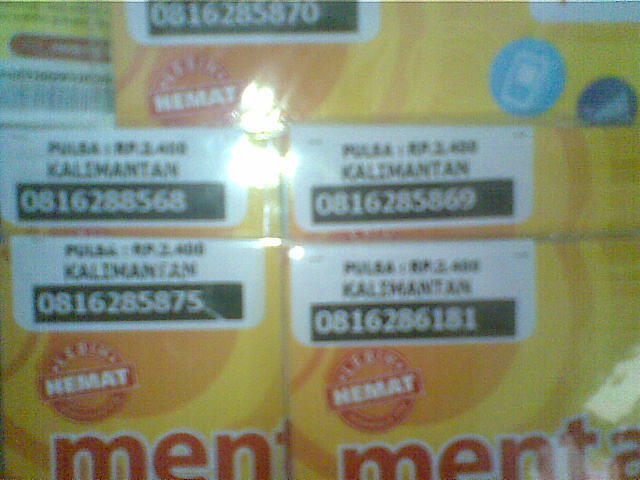 0816285870
HEMAT
PULSA : RP.2.400
KALIMANTAN
0816288568
PULSA : RP.2.400
KALIMANTAN
0816285869
PULSA : RP.2.400
KALIMANTAN
0816285875
HEMAT
ment
PULSA : RP.2.400
KALIMANTAN
0816286181
HEMAT
menta